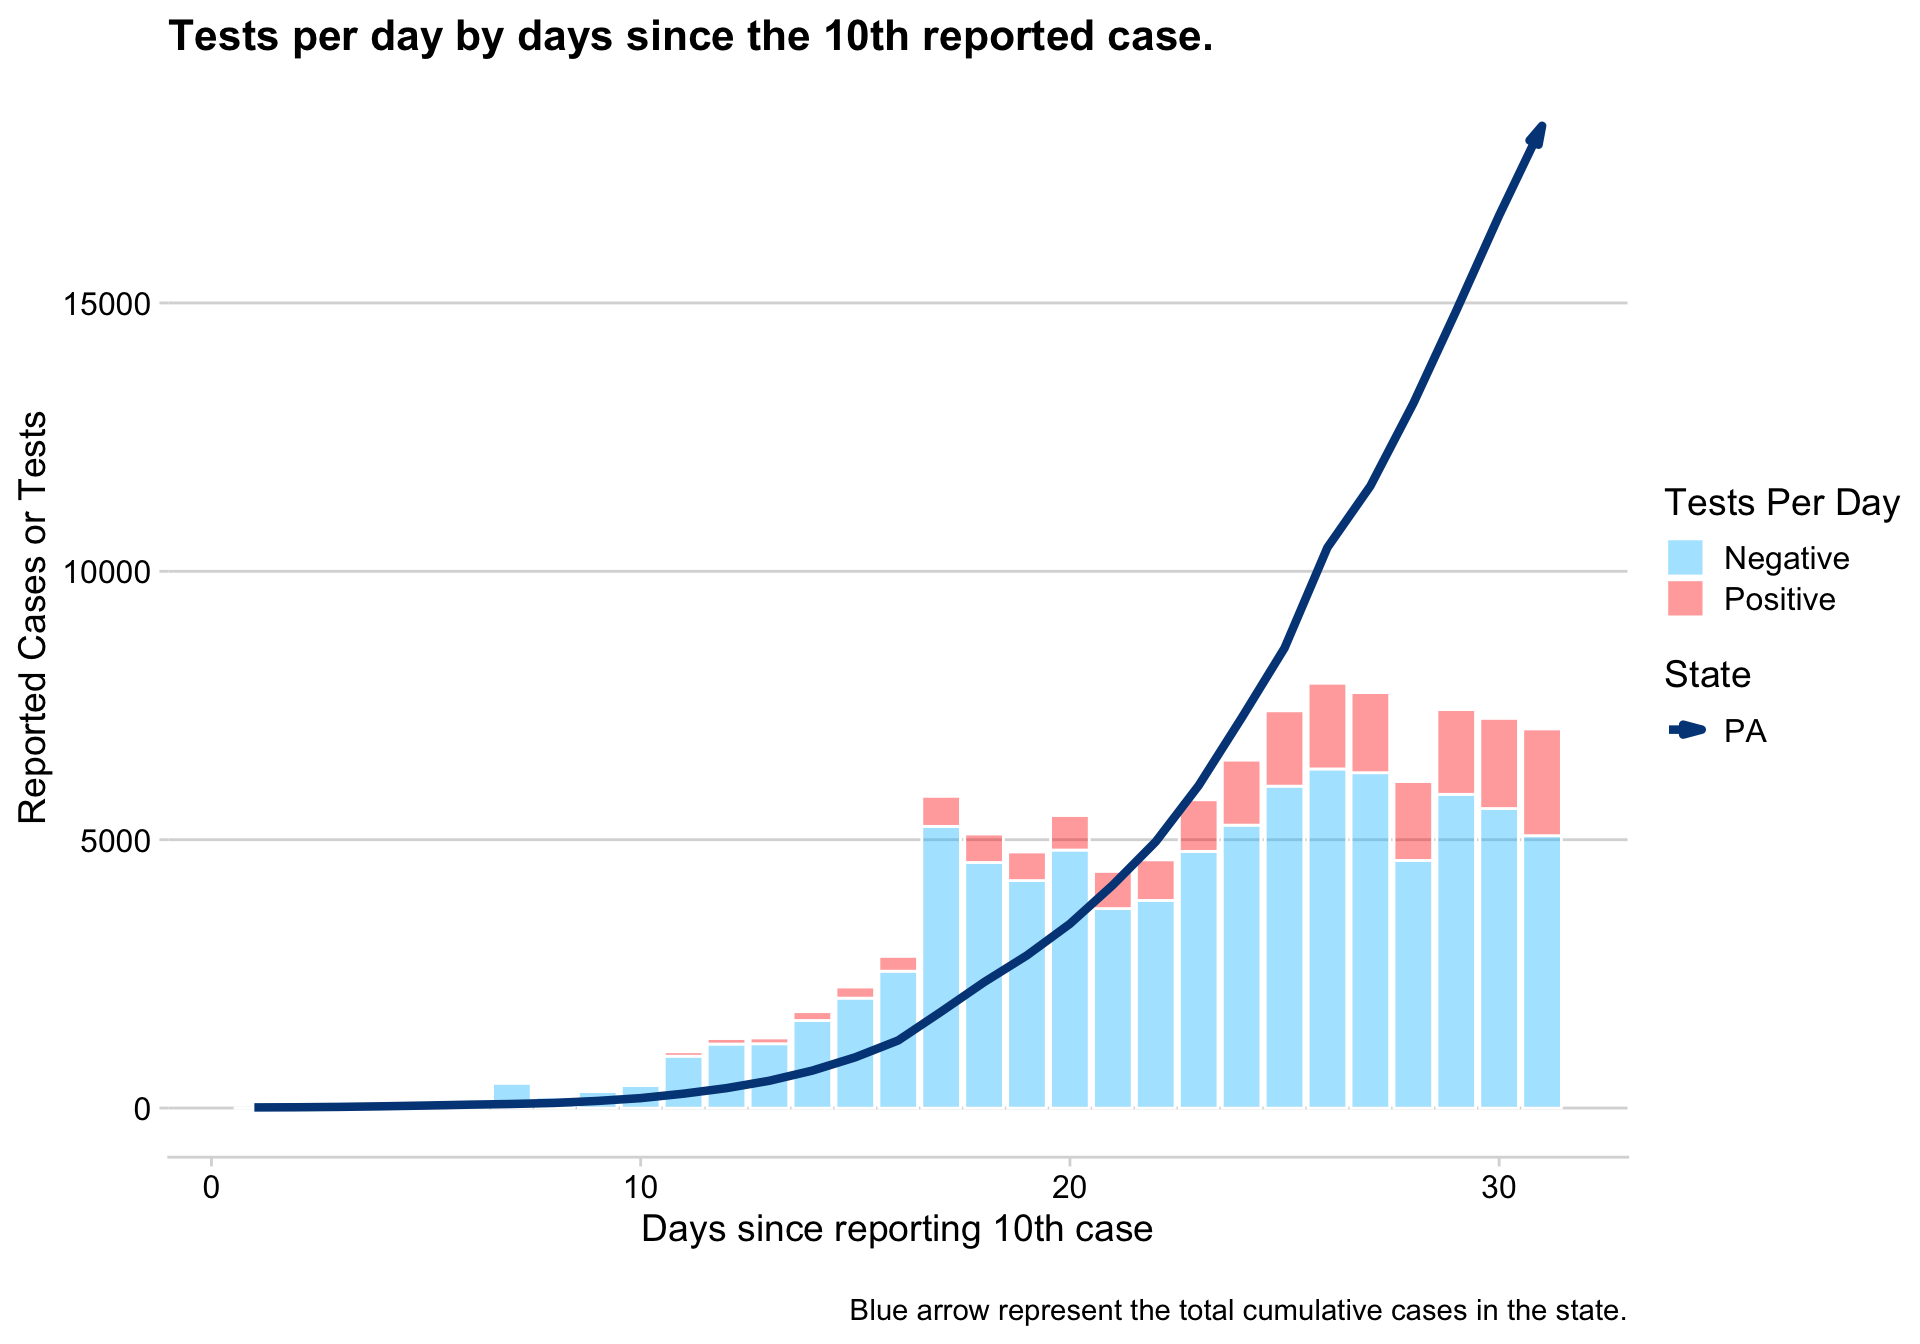 Tests per day by days since the 10th reported case.
Reported Cases or Tests
15000
10000
5000
0
0
10
20
30
Days since reporting 10th case
Tests Per Day
Negative
Positive
State
PA
Blue arrow represent the total cumulative cases in the state.